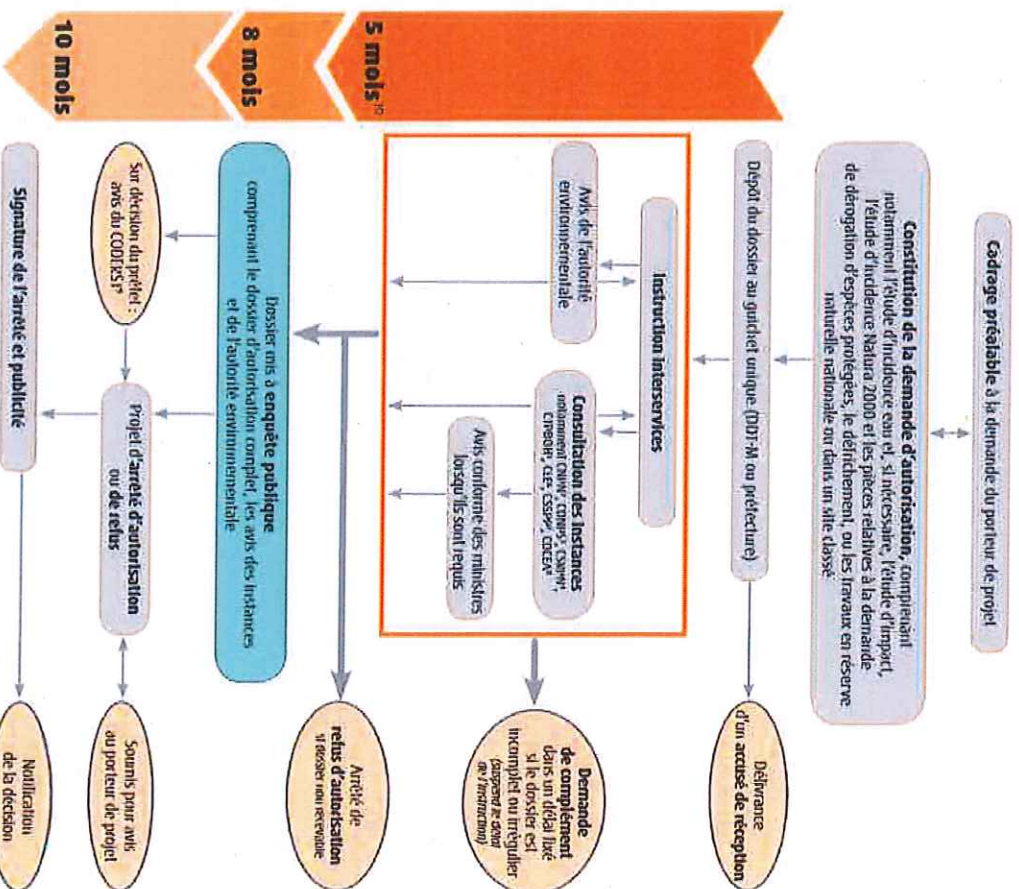 Cadrage préalable à la demande du porteur de projet
Constitution de la demande d'autorisation, comprenant
notamment l'étude d'incidence eau et, si nécessaire, l'étude d'impact,
l'étude d'incidence Natura 2000 et les pièces relatives à la demande
de dérogation d'espèces protégées, le défrichement, ou les travaux en réserve
naturelle nationale ou dans un site classé
Dépôt du dossier au guichet unique (DDT-M ou préfecture)
Délivrance
d'un accusé de réception
Instruction interservices
Avis de l'autorité
environnementale
Consultation des instances
notamment
Avis conforme des ministres
lorsqu'ils sont requis
Demande
de complément
dans un délai fixé
si le dossier est
incomplet ou irrégulier
(suspend le délai
de l'instruction)
5 mois
Arrêté de
refus d'autorisation
si dossier non recevable
Dossier mis à enquête publique
comprenant le dossier d'autorisation complet, les avis des instances
et de l'autorité environnementale
8 mois
Sur décision du préfet :
avis du CODERST
Projet d'arrêté d'autorisation
ou de refus
Soumis pour avis
au porteur de projet
10 mois
Signature de l'arrêté et publicité
Notification
de la décision